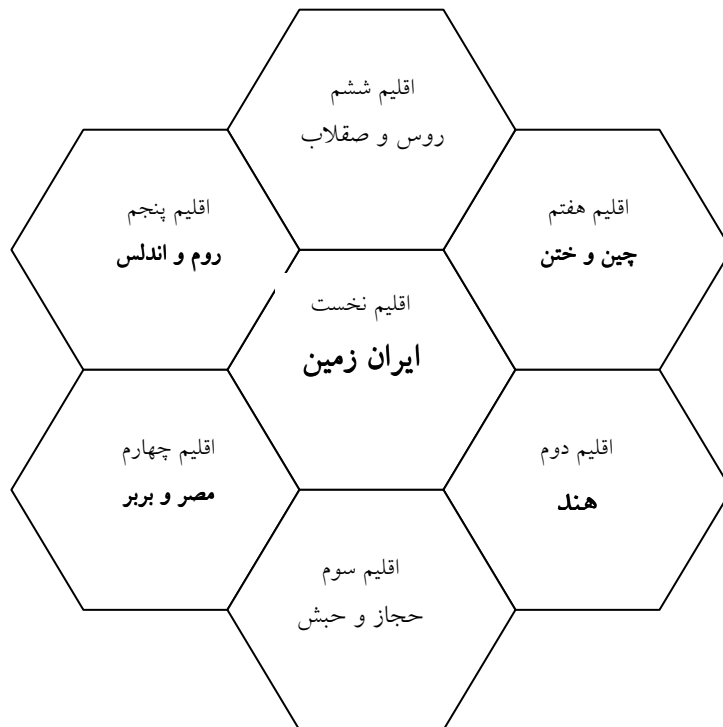 اقلیم ششم
روس و صقلاب
اقلیم هفتم
چین و ختن
اقلیم پنجم
روم و اندلس
اقلیم نخست
ایران زمین
اقلیم دوم
هند
اقلیم چهارم
مصر و بربر
اقلیم سوم
حجاز و حبش